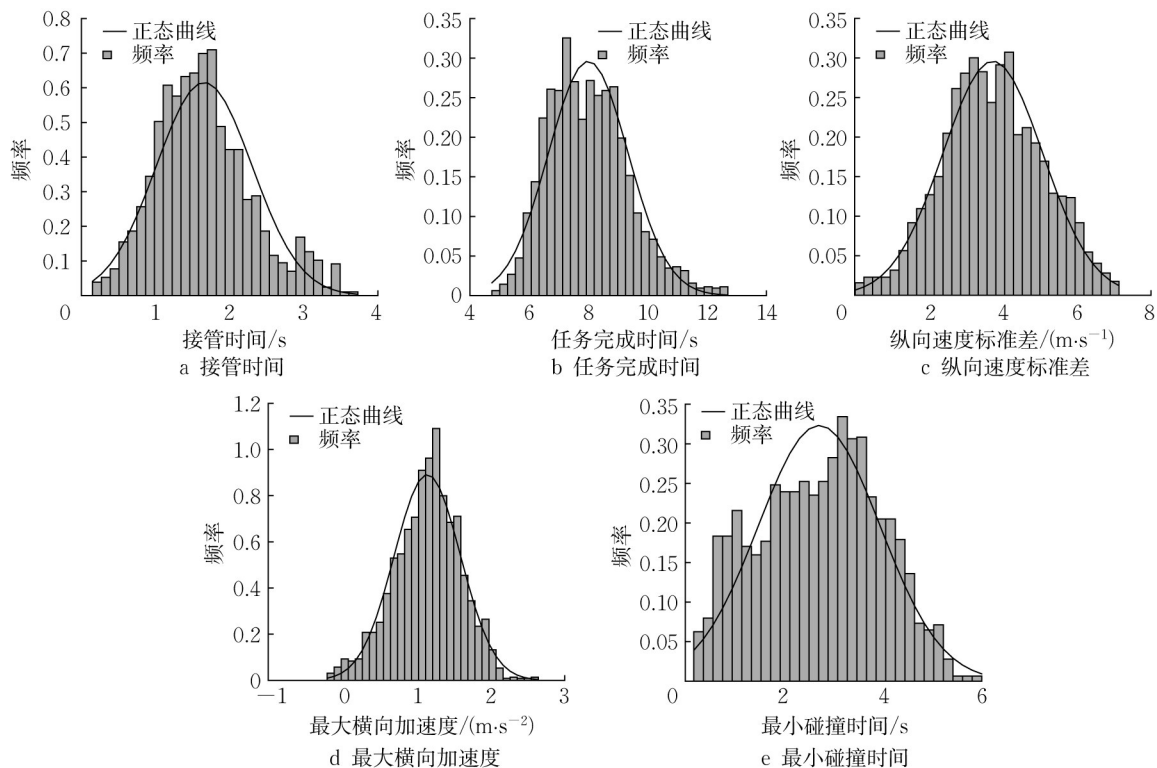 0.8
0.7
0.6
0.5
0.4
0.3
0.2
0.1
0
1
2
3
4
频率
正态曲线
频率
接管时间/s
a 接管时间
0.35
0.30
0.25
0.20
0.15
0.10
0.05
0
4
6
8
10
12
14
频率
正态曲线
频率
任务完成时间/s
b 任务完成时间
0.35
0.30
0.25
0.20
0.15
0.10
0.05
0
2
4
6
8
频率
正态曲线
频率
纵向速度标准差/(m·s⁻¹)
c 纵向速度标准差
1.2
1.0
0.8
0.6
0.4
0.2
0
−1
0
1
2
3
频率
正态曲线
频率
最大横向加速度/(m·s⁻²)
d 最大横向加速度
0.35
0.30
0.25
0.20
0.15
0.10
0.05
0
0
2
4
6
频率
正态曲线
频率
最小碰撞时间/s
e 最小碰撞时间